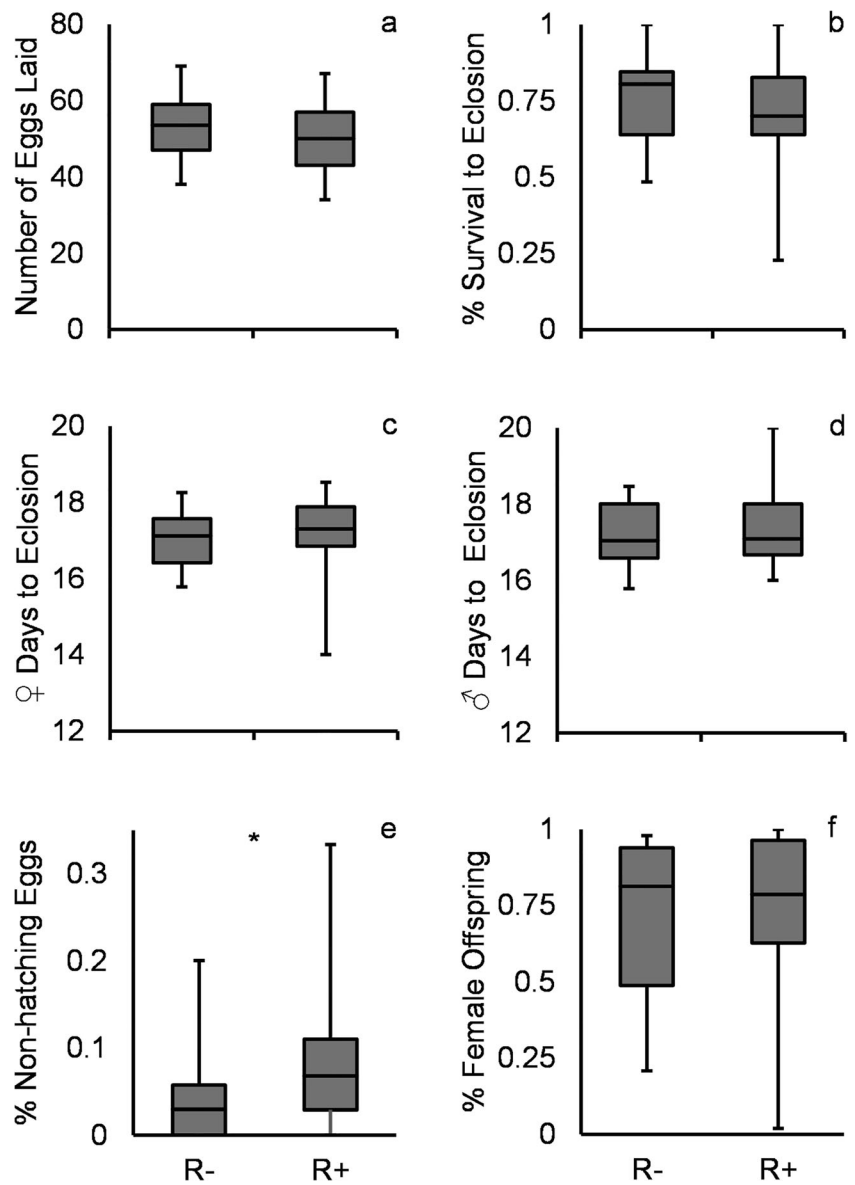 a
Number of Eggs Laid
80
60
40
20
0
b
% Survival to Eclosion
1
0.75
0.5
0.25
0
c
♀ Days to Eclosion
20
18
16
14
12
d
♂ Days to Eclosion
20
18
16
14
12
e
*
% Non-hatching Eggs
0.3
0.2
0.1
0
R-
R+
f
% Female Offspring
1
0.75
0.5
0.25
0
R-
R+